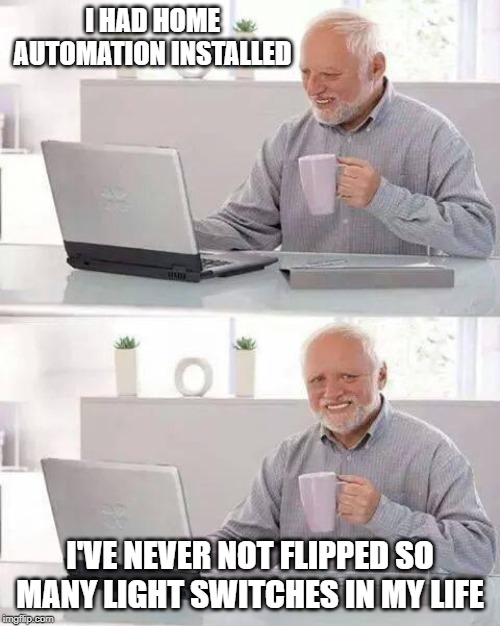 I HAD HOME
AUTOMATION INSTALLED
I'VE NEVER NOT FLIPPED SO
MANY LIGHT SWITCHES IN MY LIFE
imgflip.com